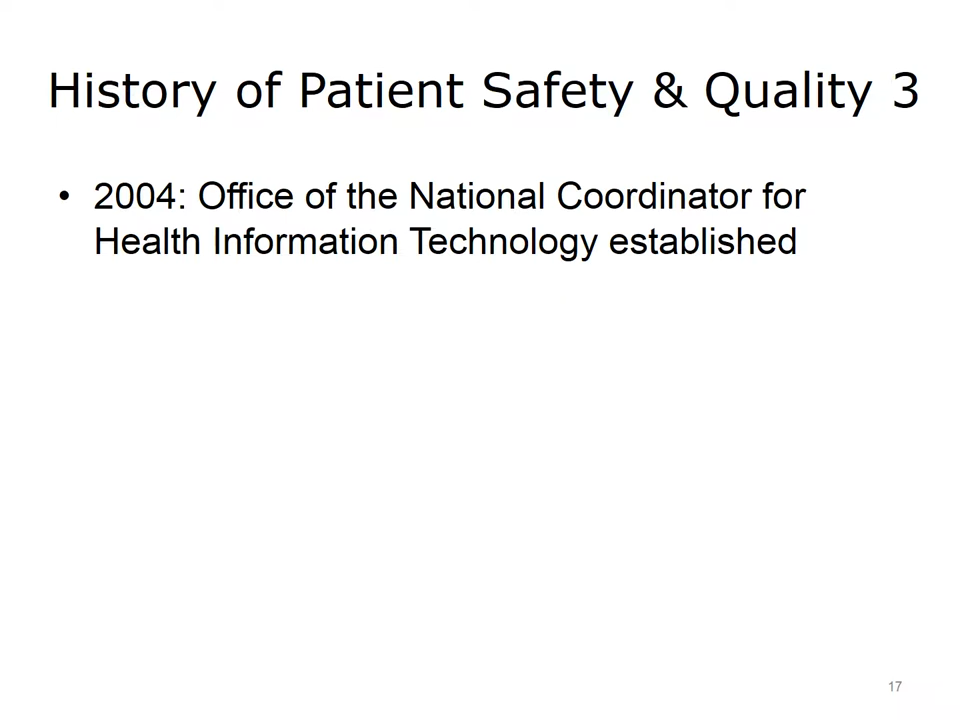 History of Patient Safety & Quality 3
• 2004: Office of the National Coordinator for
Health Information Technology established
17